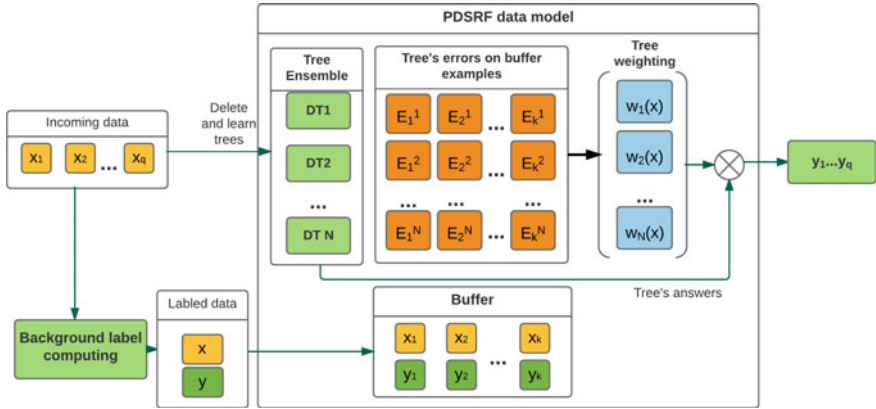 PDSRF data model
Tree
Ensemble
DT1
DT2
...
DT N
Tree's errors on buffer
examples
E₁¹ E₂¹ ... Eₖ¹
E₁² E₂² ... Eₖ²
... ... ...
E₁ᴺ E₂ᴺ ... Eₖᴺ
Tree
weighting
w₁(x)
w₂(x)
...
wN(x)
Incoming data
x₁ x₂ ... xq
Delete
and learn
trees
y₁...yq
Tree's answers
Background label
computing
Labled data
x
y
Buffer
x₁ x₂ xₖ
...
y₁ y₂ yₖ